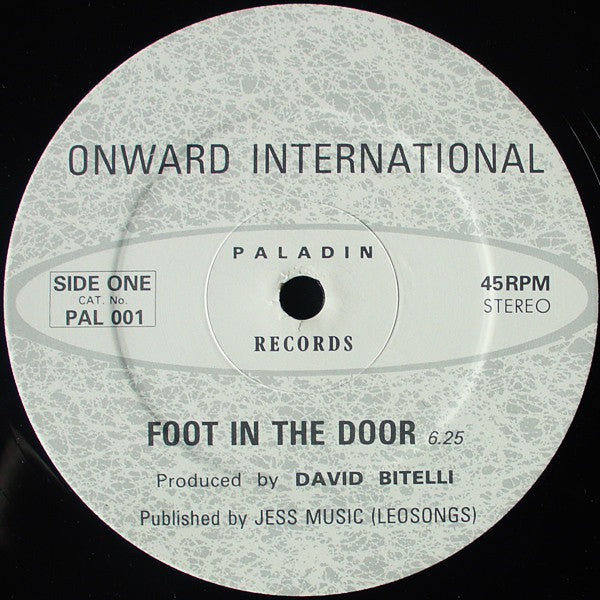 ONWARD INTERNATIONAL
PALADIN
SIDE ONE
CAT. No.
PAL 001
45RPM
STEREO
RECORDS
FOOT IN THE DOOR 6.25
Produced by DAVID BITELLI
Published by JESS MUSIC (LEOSONGS)